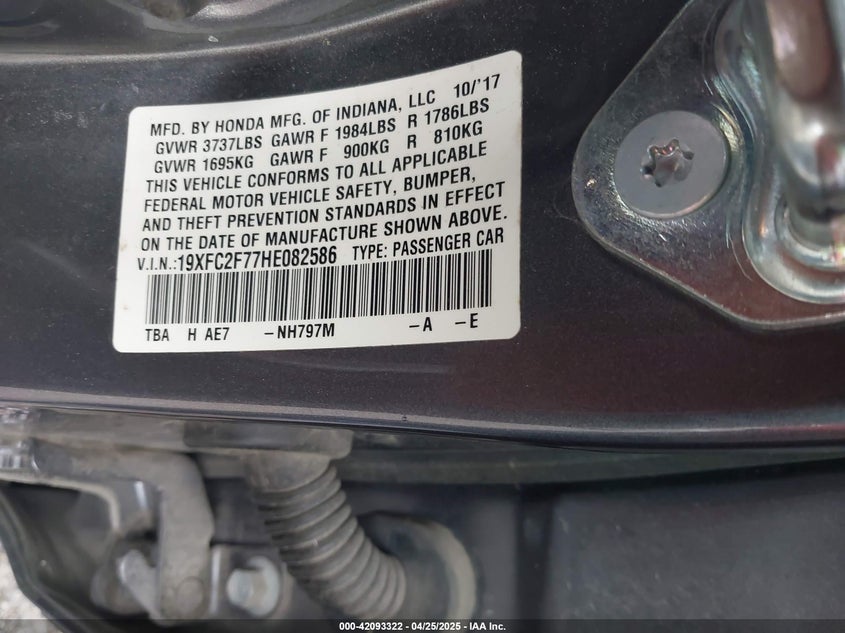 MFD. BY HONDA MFG. OF INDIANA, LLC 10/'17
GVWR 3737LBS GAWR F 1984LBS R 1786LBS
GVWR 1695KG GAWR F 900KG R 810KG
THIS VEHICLE CONFORMS TO ALL APPLICABLE
FEDERAL MOTOR VEHICLE SAFETY, BUMPER,
AND THEFT PREVENTION STANDARDS IN EFFECT
ON THE DATE OF MANUFACTURE SHOWN ABOVE.
V.I.N.:19XFC2F77HE082586 TYPE: PASSENGER CAR
TBA H AE7 -NH797M -A -E
000-42093322 / 04/25/2025 - IAA Inc.